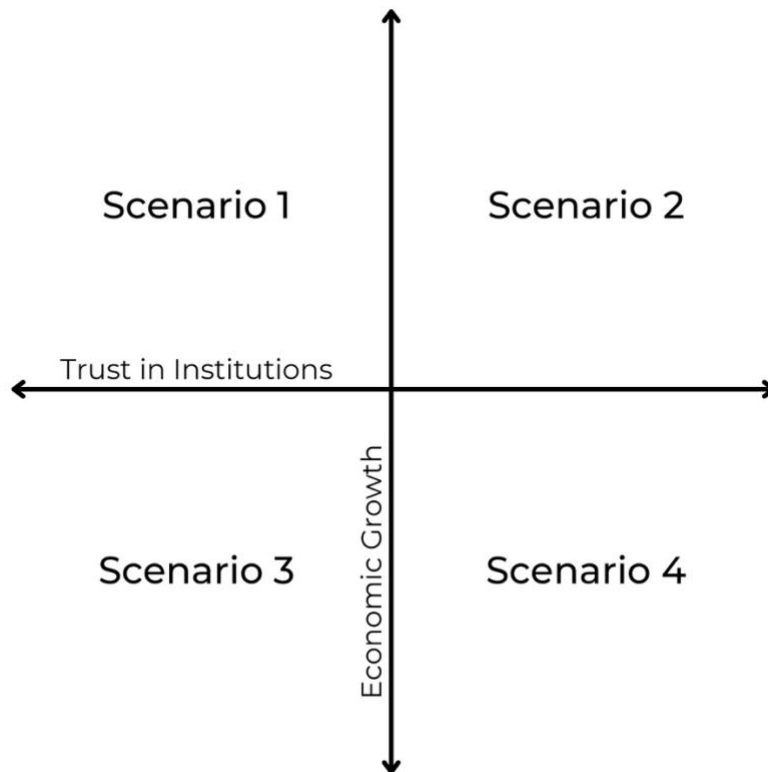 Scenario 1
Scenario 2
Trust in Institutions
Economic Growth
Scenario 3
Scenario 4